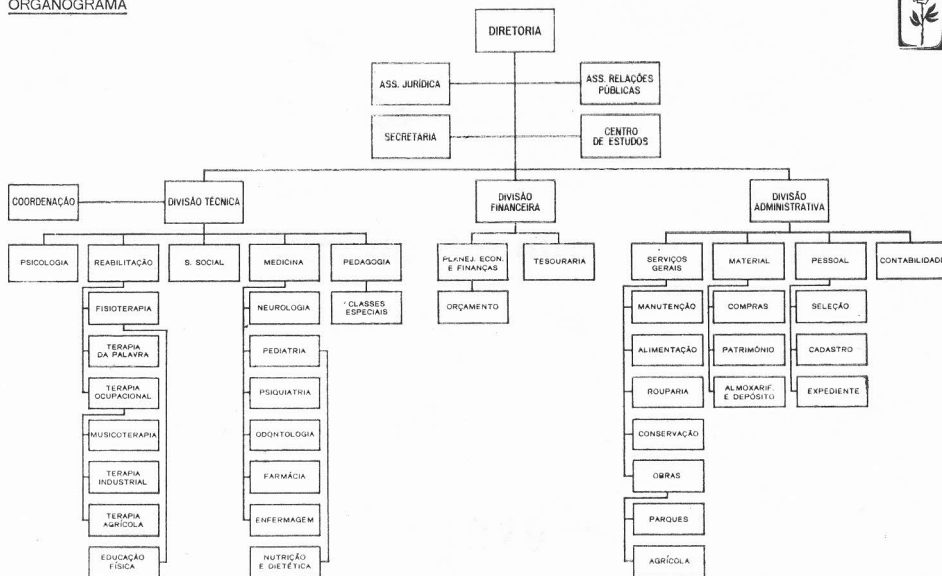 ORGANOGRAMA
DIRETORIA
ASS. JURÍDICA
ASS. RELAÇÕES
PÚBLICAS
SECRETARIA
CENTRO
DE ESTUDOS
COORDENAÇÃO
DIVISÃO TÉCNICA
DIVISÃO
FINANCEIRA
DIVISÃO
ADMINISTRATIVA
PSICOLOGIA
REABILITAÇÃO
S. SOCIAL
MEDICINA
PEDAGOGIA
PLANEJ. ECON.
E FINANÇAS
TESOURARIA
SERVIÇOS
GERAIS
MATERIAL
PESSOAL
CONTABILIDADE
FISIOTERAPIA
NEUROLOGIA
CLASSES
ESPECIAIS
ORÇAMENTO
MANUTENÇÃO
COMPRAS
SELEÇÃO
TERAPIA
DA PALAVRA
PEDIATRIA
ALIMENTAÇÃO
PATRIMÔNIO
CADASTRO
TERAPIA
OCUPACIONAL
PSIQUIATRIA
ROUPARIA
ALMOXARIF.
E DEPÓSITO
EXPEDIENTE
MUSICOTERAPIA
ODONTOLOGIA
CONSERVAÇÃO
TERAPIA
INDUSTRIAL
FARMÁCIA
OBRAS
TERAPIA
AGRÍCOLA
ENFERMAGEM
PARQUES
EDUCAÇÃO
FÍSICA
NUTRIÇÃO
E DIETÉTICA
AGRÍCOLA